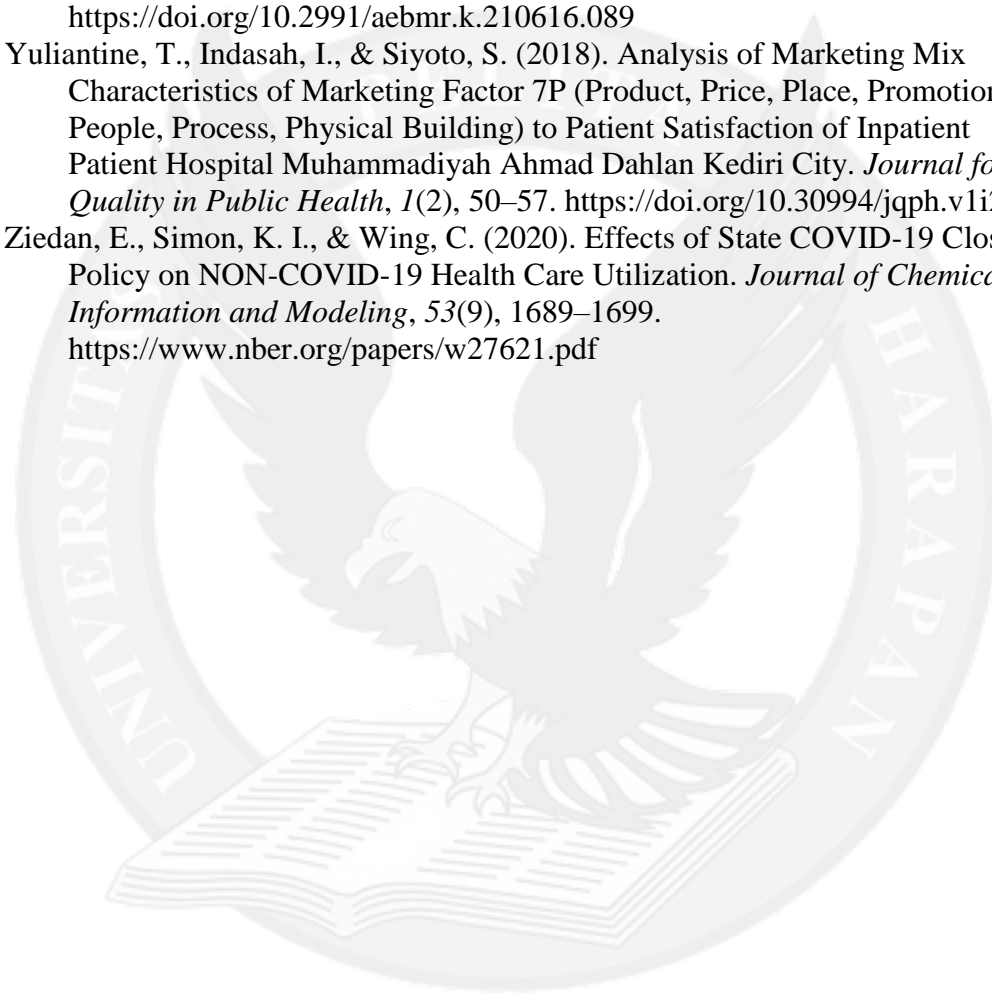 https://doi.org/10.2991/aebmr.k.210616.089
Yuliantine, T., Indasah, I., & Siyoto, S. (2018). Analysis of Marketing Mix
Characteristics of Marketing Factor 7P (Product, Price, Place, Promotion
People, Process, Physical Building) to Patient Satisfaction of Inpatient
Patient Hospital Muhammadiyah Ahmad Dahlan Kediri City. Journal fo
Quality in Public Health, 1(2), 50–57. https://doi.org/10.30994/jqph.v1i2
Ziedan, E., Simon, K. I., & Wing, C. (2020). Effects of State COVID-19 Clos
Policy on NON-COVID-19 Health Care Utilization. Journal of Chemica
Information and Modeling, 53(9), 1689–1699.
https://www.nber.org/papers/w27621.pdf
UNIVERSITAS
HARAPAN